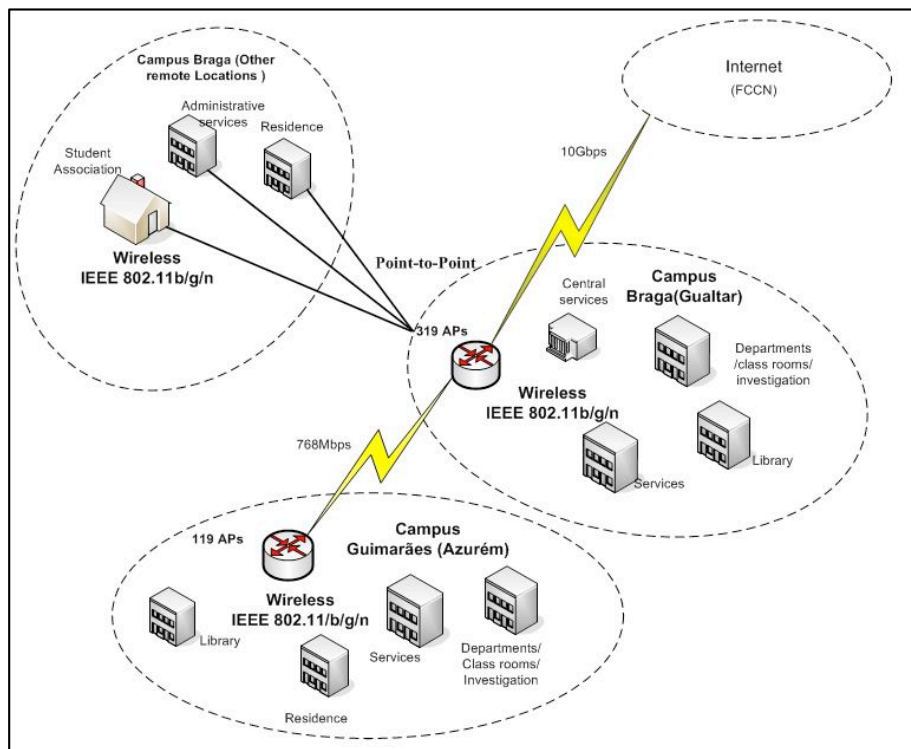 Campus Braga (Other
remote Locations )
Administrative
services
Residence
Student
Association
Wireless
IEEE 802.11b/g/n
Internet
(FCCN)
10Gbps
Point-to-Point
319 APs
Central
services
Campus
Braga(Gualtar)
Departments
/class rooms/
investigation
Wireless
IEEE 802.11b/g/n
Services
Library
768Mbps
119 APs
Campus
Guimarães (Azurém)
Wireless
IEEE 802.11/b/g/n
Library
Services
Departments/
Class rooms/
Investigation
Residence